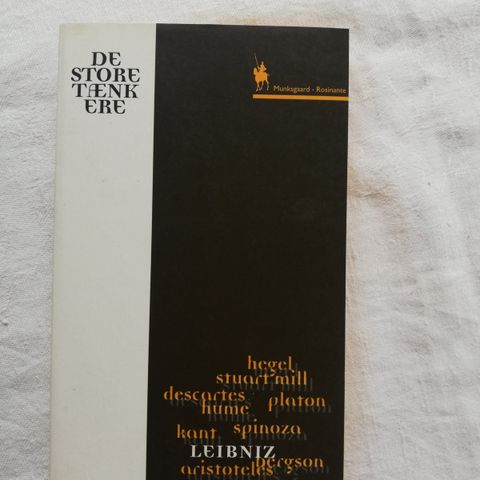 DE
STORE
TÆNK
ERE
Munksgaard - Rosinante
hegel
stuart mill
descartes platon
hume
kant spinoza
LEIBNIZ
bergson
aristoteles